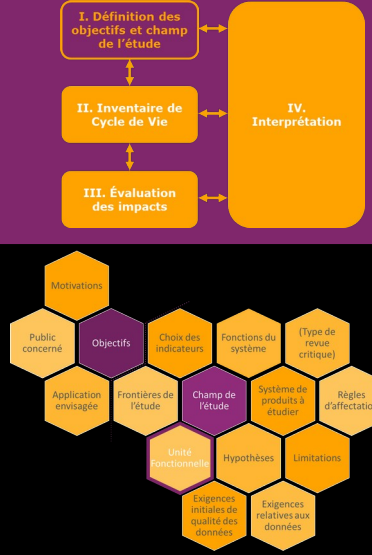 I. Définition des
objectifs et champ
de l'étude
II. Inventaire de
Cycle de Vie
IV.
Interprétation
III. Évaluation
des impacts
Motivations
Public
concerné
Objectifs
Choix des
indicateurs
Fonctions du
système
(Type de
revue
critique)
Application
envisagée
Frontières de
l'étude
Champ de
l'étude
Système de
produits à
étudier
Règles
d'affectatio
Unité
Fonctionnelle
Hypothèses
Limitations
Exigences
initiales de
qualité des
données
Exigences
relatives aux
données